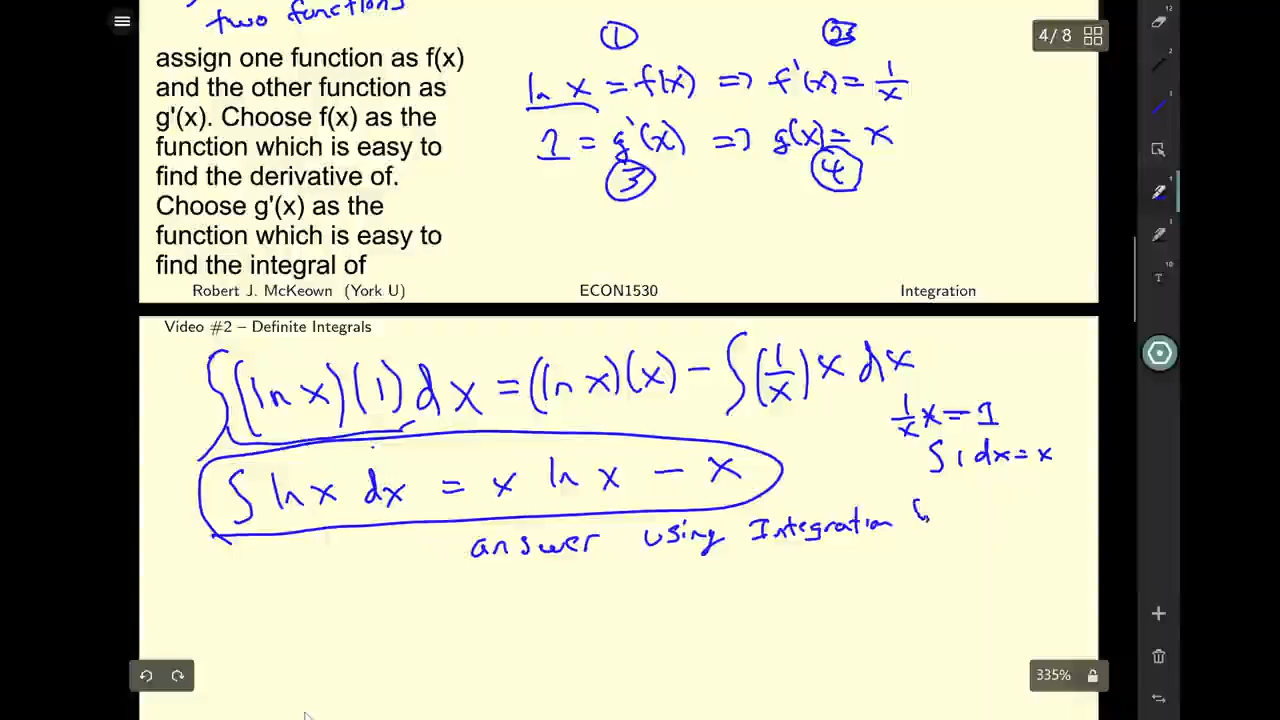 two functions
4/8
assign one function as f(x)
and the other function as
g'(x). Choose f(x) as the
function which is easy to
find the derivative of.
Choose g'(x) as the
function which is easy to
find the integral of
① ②
ln x = f(x) => f'(x) = 1/x
1 = g'(x) => g(x) = x
③ ④
Robert J. McKeown (York U) ECON1530 Integration
Video #2 – Definite Integrals
∫(ln x)(1) dx = (ln x)(x) − ∫(1/x) x dx
1/x x = 1
∫ 1 dx = x
∫ ln x dx = x ln x − x
answer using Integration
335%